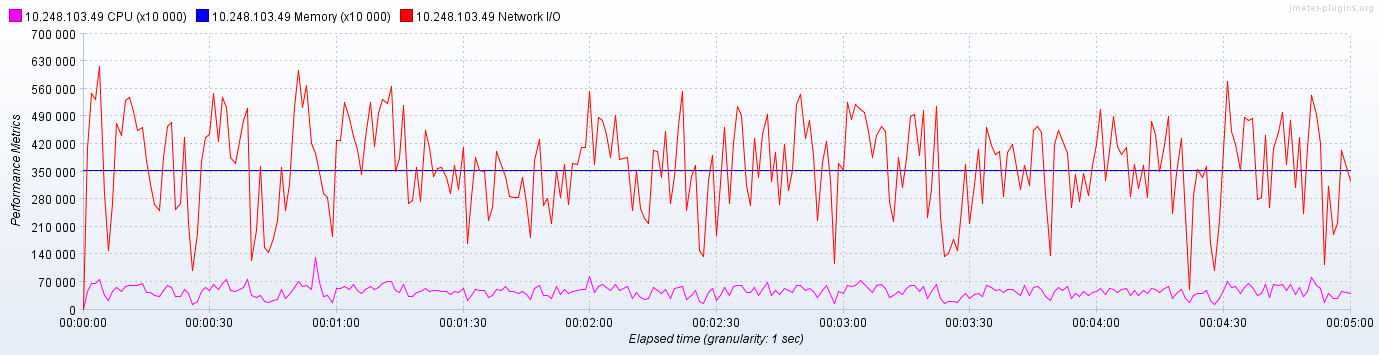 10.248.103.49 CPU (x10 000) 10.248.103.49 Memory (x10 000) 10.248.103.49 Network I/O
jmeter-plugins.org
700 000
630 000
560 000
490 000
420 000
350 000
280 000
210 000
140 000
70 000
0
Performance Metrics
00:00:00 00:00:30 00:01:00 00:01:30 00:02:00 00:02:30 00:03:00 00:03:30 00:04:00 00:04:30 00:05:00
Elapsed time (granularity: 1 sec)